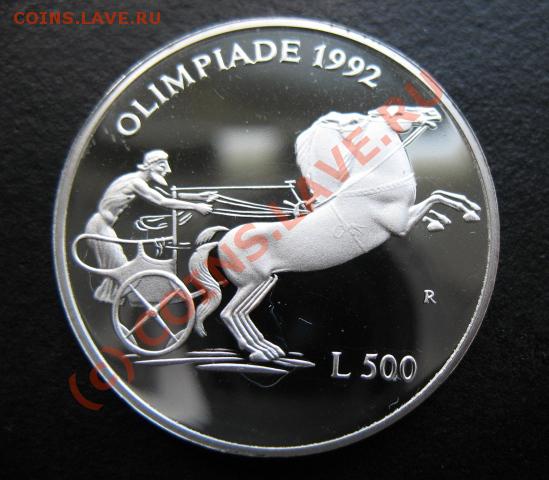 COINS.LAVE.RU
OLIMPIADE 1992
R
L 500
(c) COINS.LAVE.RU
COINS.LAVE.RU